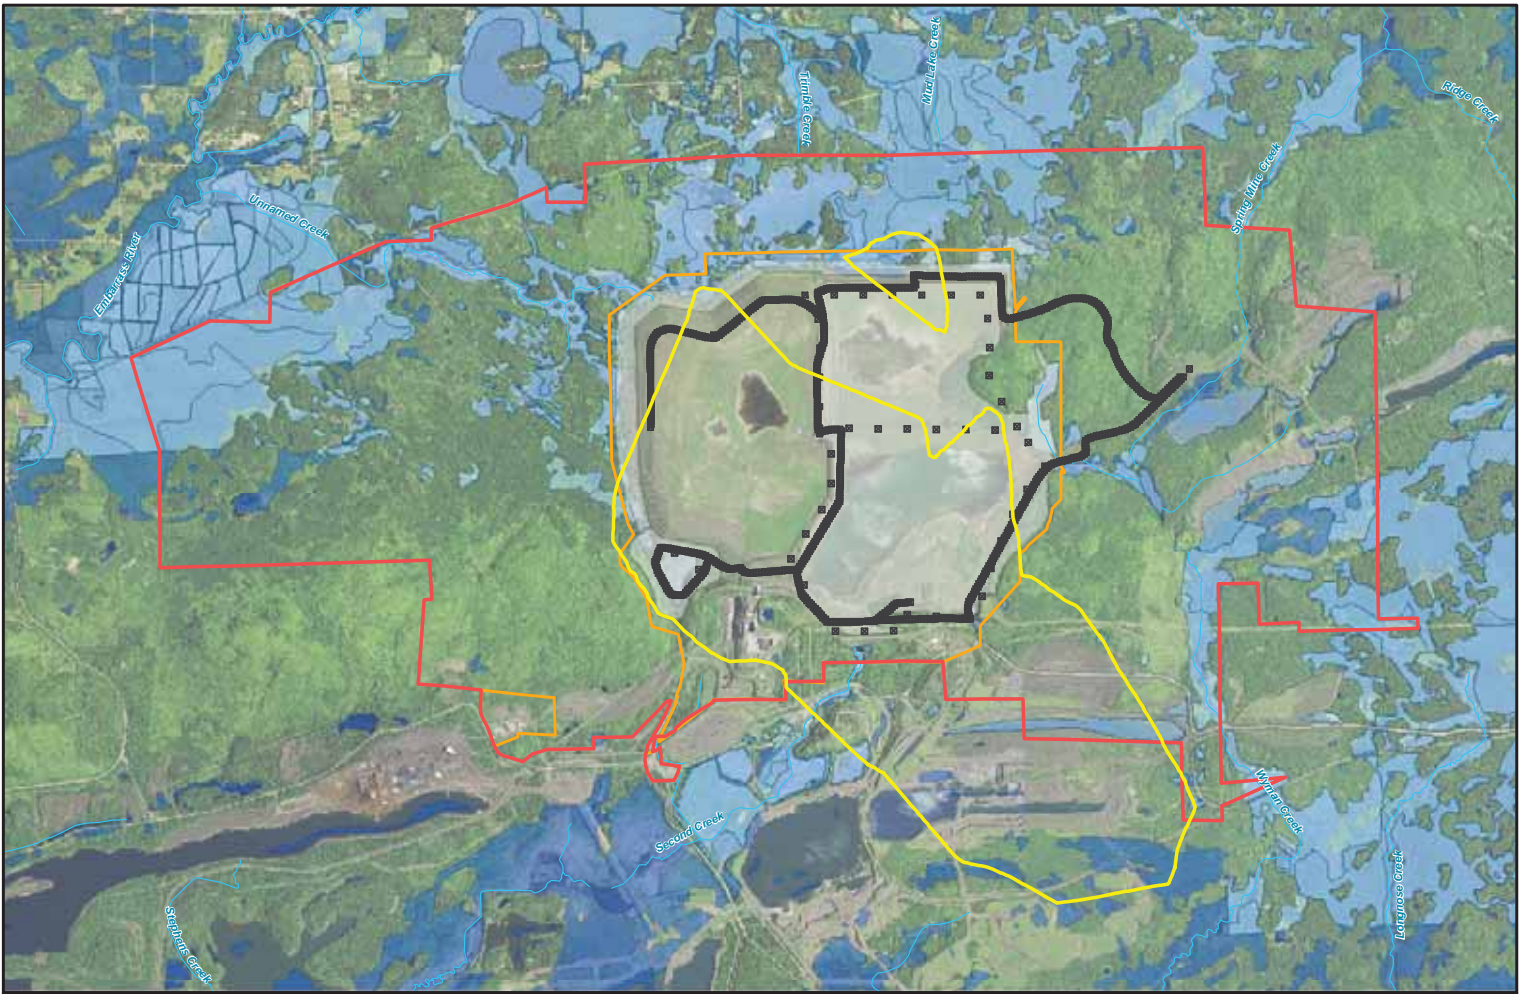 Trimble Creek
Mud Lake Creek
Ridge Creek
Spring Mine Creek
Unnamed Creek
Embarrass River
Second Creek
Wyman Creek
Longnose Creek
Stephens Creek